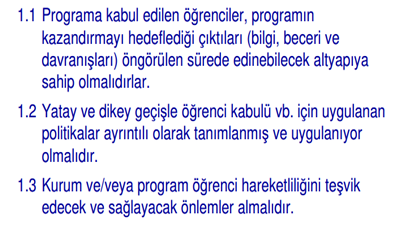 1.1 Programa kabul edilen öğrenciler, programın
kazandırmayı hedeflediği çıktıları (bilgi, beceri ve
davranışları) öngörülen sürede edinebilecek altyapıya
sahip olmalıdırlar.
1.2 Yatay ve dikey geçişle öğrenci kabulü vb. için uygulanan
politikalar ayrıntılı olarak tanımlanmış ve uygulanıyor
olmalıdır.
1.3 Kurum ve/veya program öğrenci hareketliliğini teşvik
edecek ve sağlayacak önlemler almalıdır.